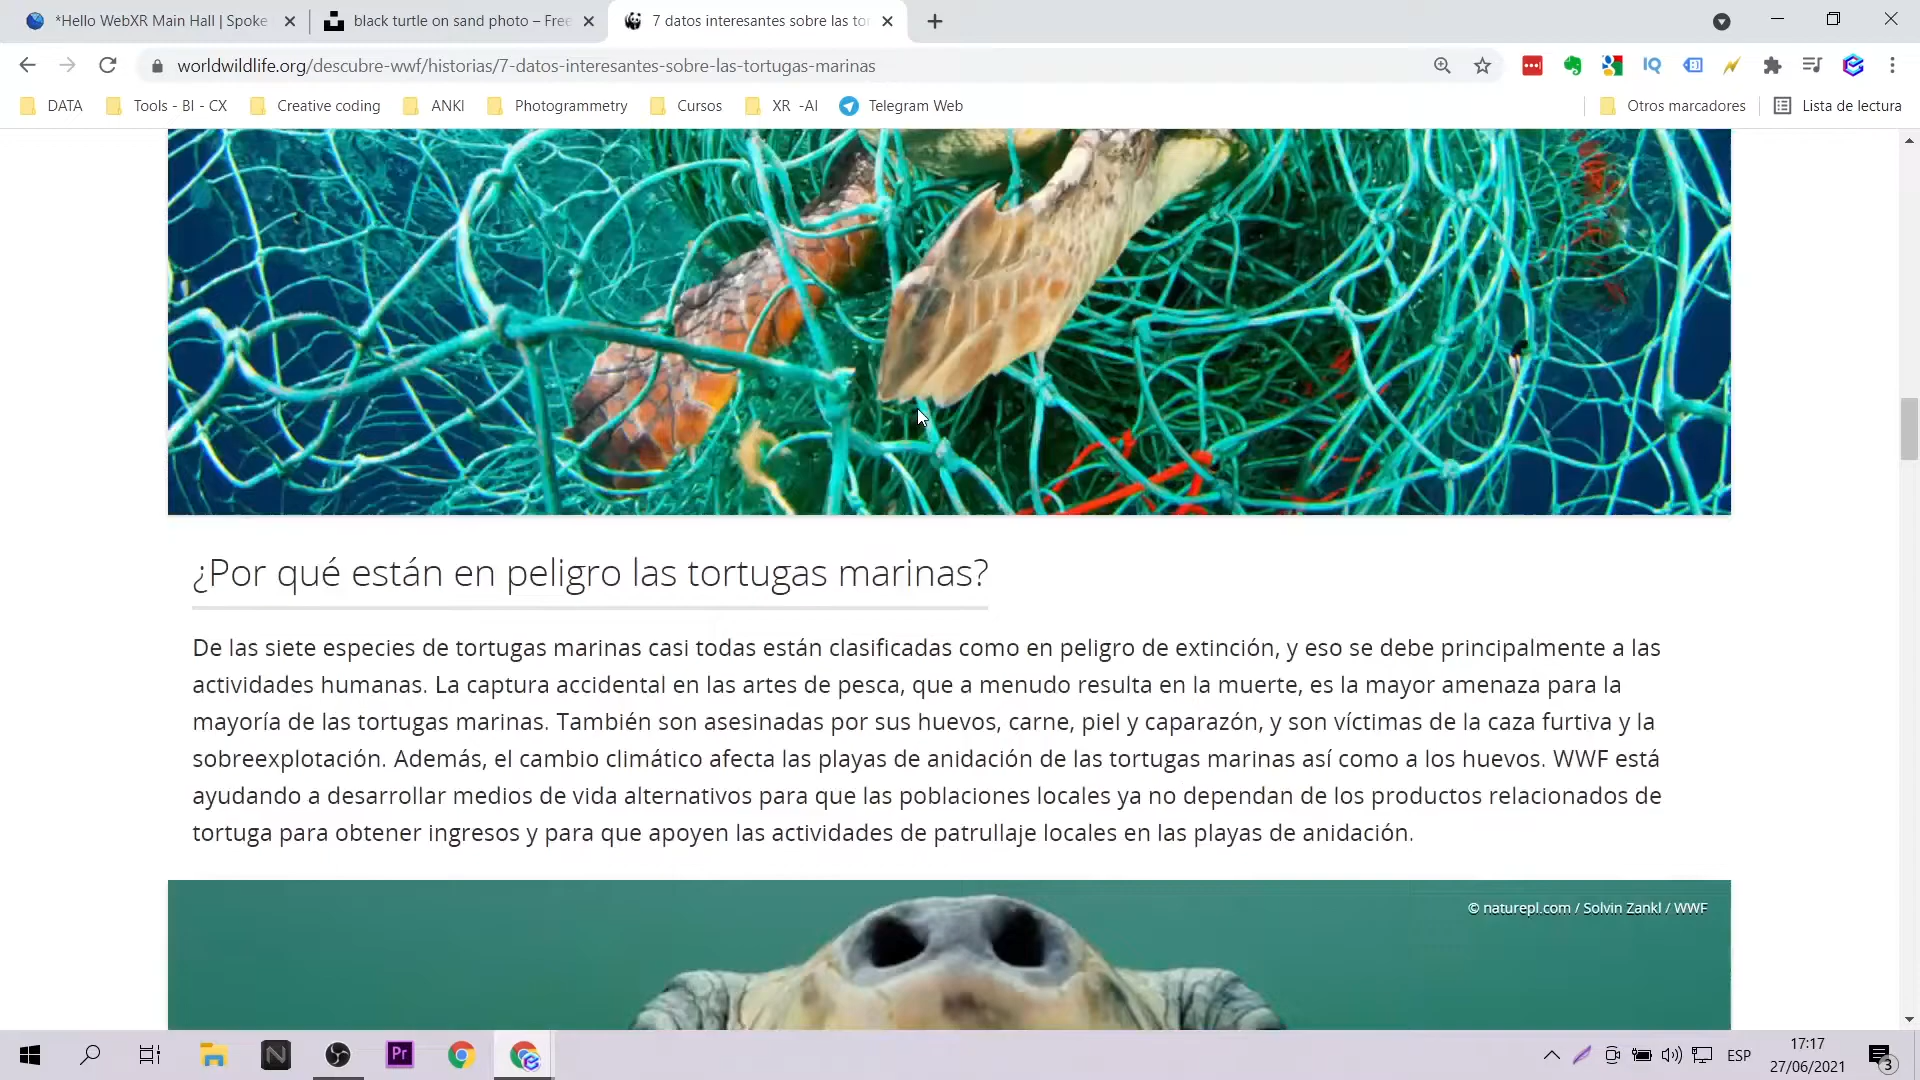 *Hello WebXR Main Hall | Spoke
black turtle on sand photo – Free
7 datos interesantes sobre las to
worldwildlife.org/descubre-wwf/historias/7-datos-interesantes-sobre-las-tortugas-marinas
DATA
Tools - BI - CX
Creative coding
ANKI
Photogrammetry
Cursos
XR -AI
Telegram Web
Otros marcadores
Lista de lectura
¿Por qué están en peligro las tortugas marinas?
De las siete especies de tortugas marinas casi todas están clasificadas como en peligro de extinción, y eso se debe principalmente a las
actividades humanas. La captura accidental en las artes de pesca, que a menudo resulta en la muerte, es la mayor amenaza para la
mayoría de las tortugas marinas. También son asesinadas por sus huevos, carne, piel y caparazón, y son víctimas de la caza furtiva y la
sobreexplotación. Además, el cambio climático afecta las playas de anidación de las tortugas marinas así como a los huevos. WWF está
ayudando a desarrollar medios de vida alternativos para que las poblaciones locales ya no dependan de los productos relacionados de
tortuga para obtener ingresos y para que apoyen las actividades de patrullaje locales en las playas de anidación.
© naturepl.com / Solvin Zankl / WWF
Pr
ESP
17:17
27/06/2021
3